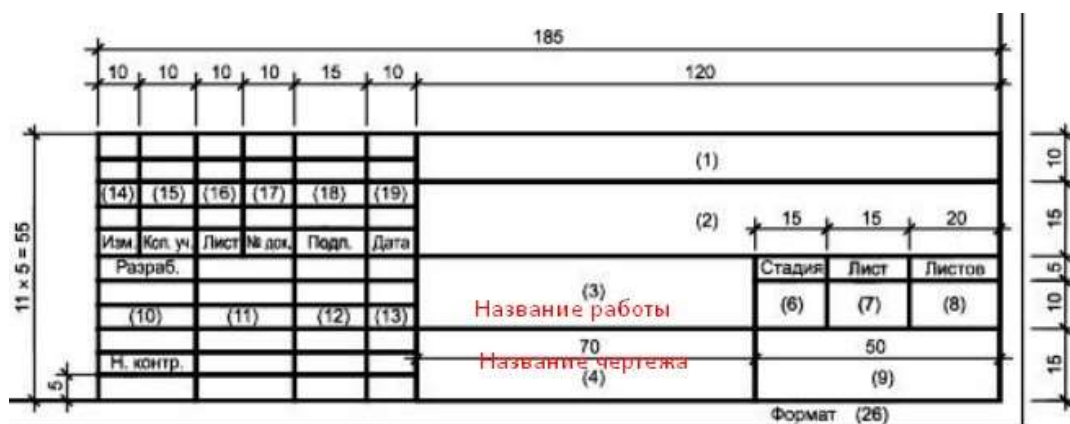 185
10 10 10 10 15 10 120
(1) 10
(14) (15) (16) (17) (18) (19)
(2) 15 15 20 15
11 x 5 = 55
Изм. Кол. уч. Лист № док. Подп. Дата
Разраб. Стадия Лист Листов 5
(3) (6) (7) (8) 10
Название работы
(10) (11) (12) (13)
70 50
Н. контр. Название чертежа 15
5 (4) (9)
Формат (26)